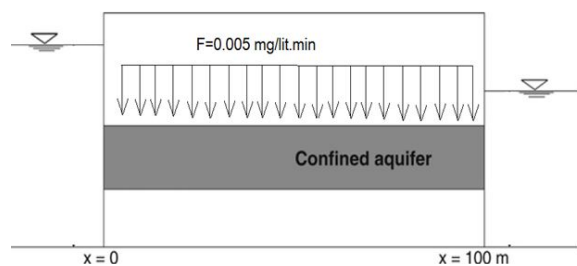 F=0.005 mg/lit.min
Confined aquifer
x = 0
x = 100 m